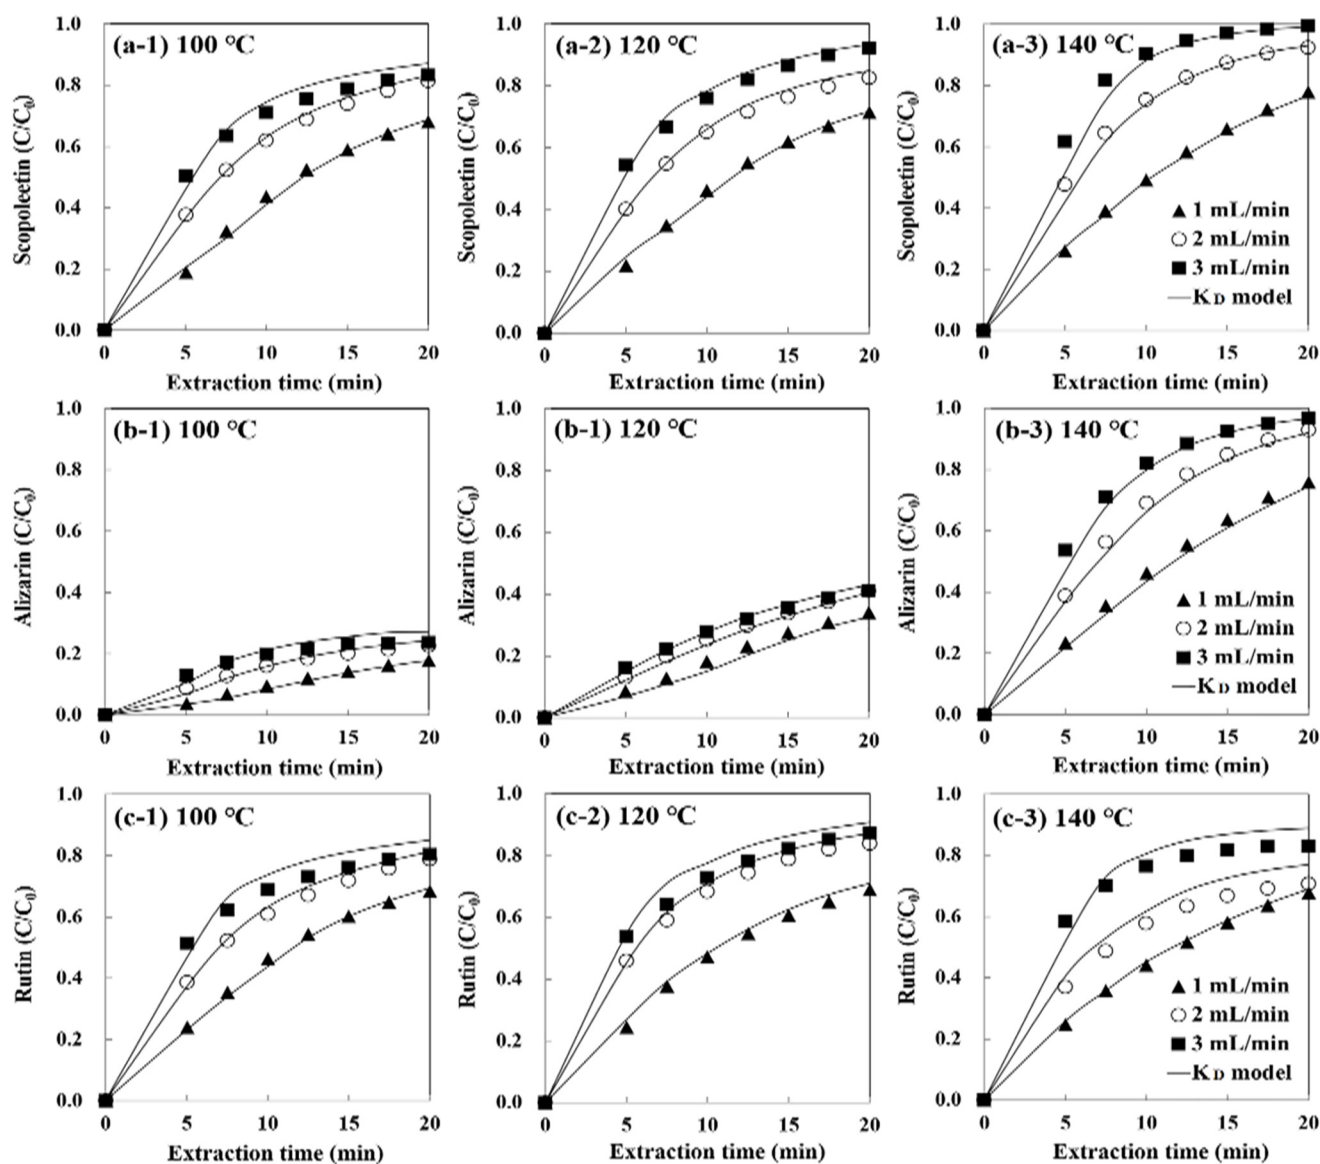 (a-1) 100 °C
Scopoleetin (C/C0)
1.0
0.8
0.6
0.4
0.2
0.0
0 5 10 15 20
Extraction time (min)
(a-2) 120 °C
Scopoleetin (C/C0)
1.0
0.8
0.6
0.4
0.2
0.0
0 5 10 15 20
Extraction time (min)
(a-3) 140 °C
Scopoleetin (C/C0)
1.0
0.8
0.6
0.4
0.2
0.0
1 mL/min
2 mL/min
3 mL/min
KD model
0 5 10 15 20
Extraction time (min)
(b-1) 100 °C
Alizarin (C/C0)
1.0
0.8
0.6
0.4
0.2
0.0
0 5 10 15 20
Extraction time (min)
(b-1) 120 °C
Alizarin (C/C0)
1.0
0.8
0.6
0.4
0.2
0.0
0 5 10 15 20
Extraction time (min)
(b-3) 140 °C
Alizarin (C/C0)
1.0
0.8
0.6
0.4
0.2
0.0
1 mL/min
2 mL/min
3 mL/min
KD model
0 5 10 15 20
Extraction time (min)
(c-1) 100 °C
Rutin (C/C0)
1.0
0.8
0.6
0.4
0.2
0.0
0 5 10 15 20
Extraction time (min)
(c-2) 120 °C
Rutin (C/C0)
1.0
0.8
0.6
0.4
0.2
0.0
0 5 10 15 20
Extraction time (min)
(c-3) 140 °C
Rutin (C/C0)
1.0
0.8
0.6
0.4
0.2
0.0
1 mL/min
2 mL/min
3 mL/min
KD model
0 5 10 15 20
Extraction time (min)